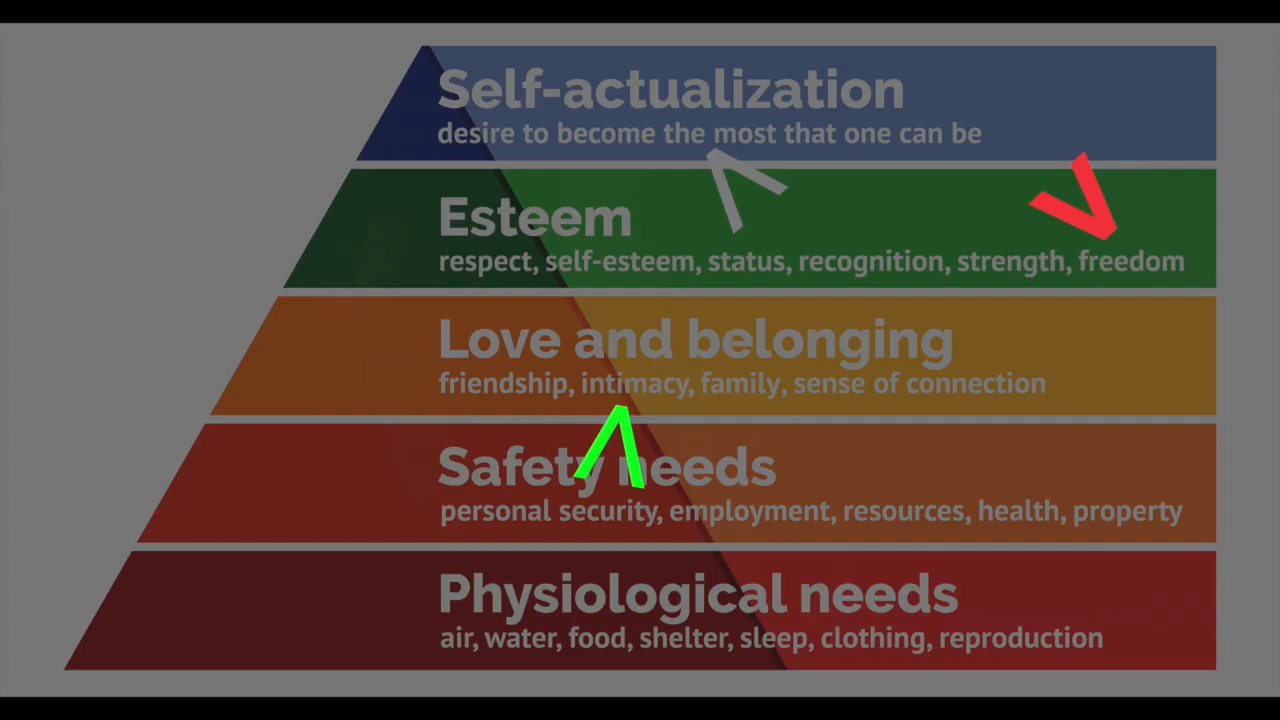 Self-actualization
desire to become the most that one can be
Esteem
respect, self-esteem, status, recognition, strength, freedom
Love and belonging
friendship, intimacy, family, sense of connection
Safety needs
personal security, employment, resources, health, property
Physiological needs
air, water, food, shelter, sleep, clothing, reproduction